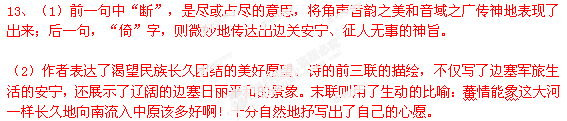 13、（1）前一句中“断”，是尽或占尽的意思，将角声音韵之美和音域之广传神地表现了
出来；后一句，“倚”字，则微妙地传达出边关安宁、征人无事的神旨。
（2）作者表达了渴望民族长久团结的美好愿望。诗的前三联的描绘，不仅写了边塞军旅生
活的安宁，还展示了辽阔的边塞日丽平和的景象。末联则用了生动的比喻：蕃情能象这大河
一样长久地向南流入中原该多好啊！十分自然地抒写出了自己的心愿。